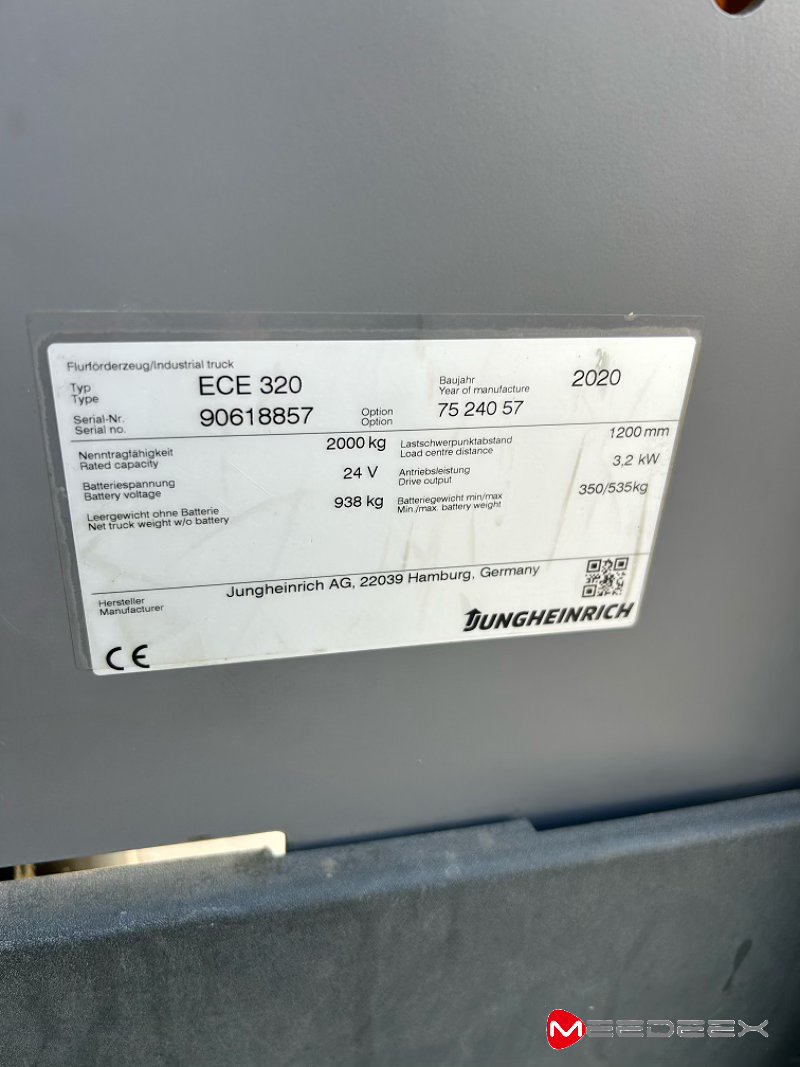 Flurförderzeug/Industrial truck
Typ
Type
ECE 320
Baujahr
Year of manufacture
2020
Serial-Nr.
Serial no.
90618857
Option
Option
75 240 57
Nenntragfähigkeit
Rated capacity
2000 kg
Lastschwerpunktabstand
Load centre distance
1200 mm
Batteriespannung
Battery voltage
24 V
Antriebsleistung
Drive output
3,2 kW
Leergewicht ohne Batterie
Net truck weight w/o battery
938 kg
Batteriegewicht min/max
Min./max. battery weight
350/535kg
Hersteller
Manufacturer
Jungheinrich AG, 22039 Hamburg, Germany
JUNGHEINRICH
CE
MEEDEEX